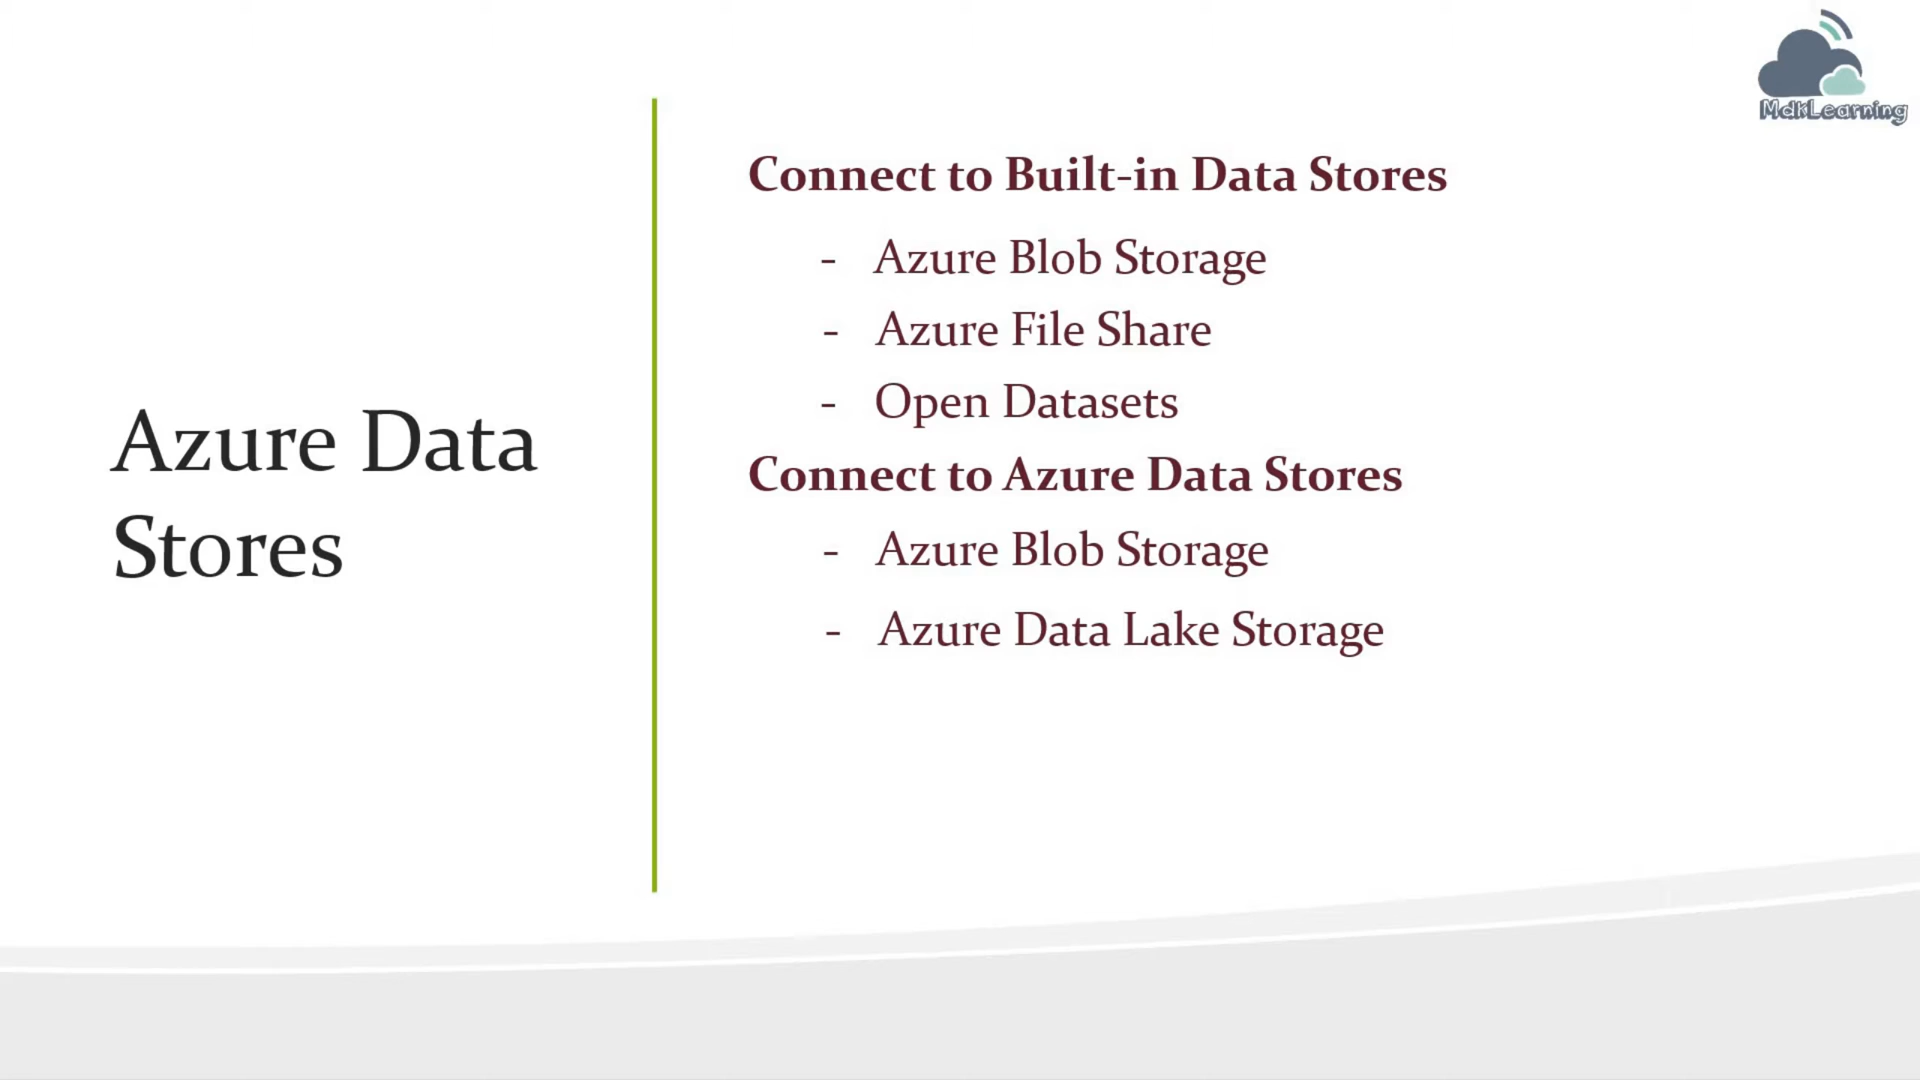 MdkLearning
Azure Data
Stores
Connect to Built-in Data Stores
- Azure Blob Storage
- Azure File Share
- Open Datasets
Connect to Azure Data Stores
- Azure Blob Storage
- Azure Data Lake Storage